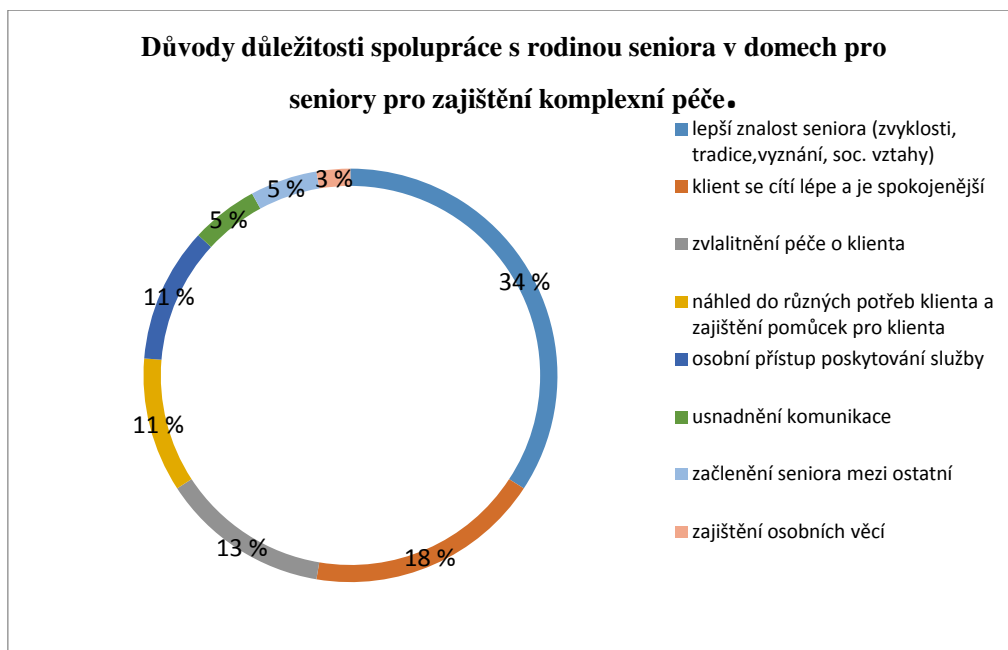 Důvody důležitosti spolupráce s rodinou seniora v domech pro
seniory pro zajištění komplexní péče.
lepší znalost seniora (zvyklosti,
tradice,vyznání, soc. vztahy)
klient se cítí lépe a je spokojenější
zvlalitnění péče o klienta
náhled do různých potřeb klienta a
zajištění pomůcek pro klienta
osobní přístup poskytování služby
usnadnění komunikace
začlenění seniora mezi ostatní
zajištění osobních věcí
34 %
18 %
13 %
11 %
11 %
5 %
5 %
3 %